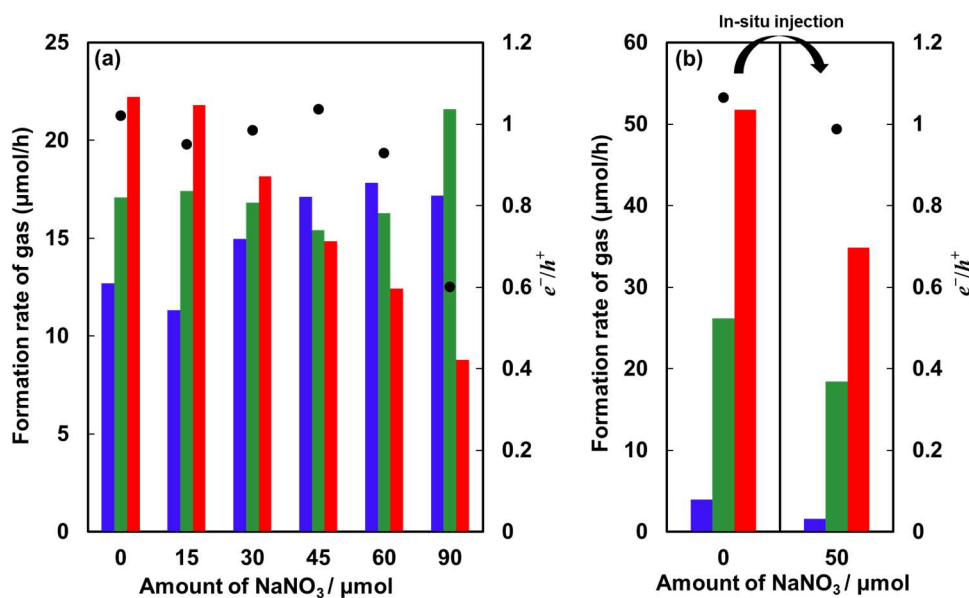 (a)
Formation rate of gas (μmol/h)
25
20
15
10
5
0
1.2
1
0.8
0.6
0.4
0.2
0
e⁻/h⁺
0 15 30 45 60 90
Amount of NaNO₃ / μmol
In-situ injection
(b)
Formation rate of gas (μmol/h)
60
50
40
30
20
10
0
1.2
1
0.8
0.6
0.4
0.2
0
e⁻/h⁺
0 50
Amount of NaNO₃ / μmol